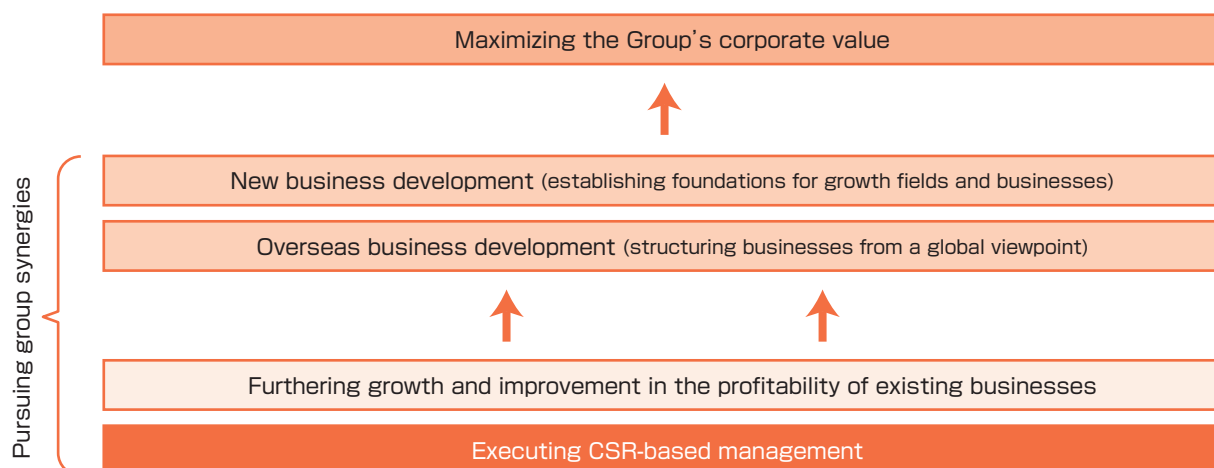 Maximizing the Group's corporate value
Pursuing group synergies
New business development (establishing foundations for growth fields and businesses)
Overseas business development (structuring businesses from a global viewpoint)
Furthering growth and improvement in the profitability of existing businesses
Executing CSR-based management